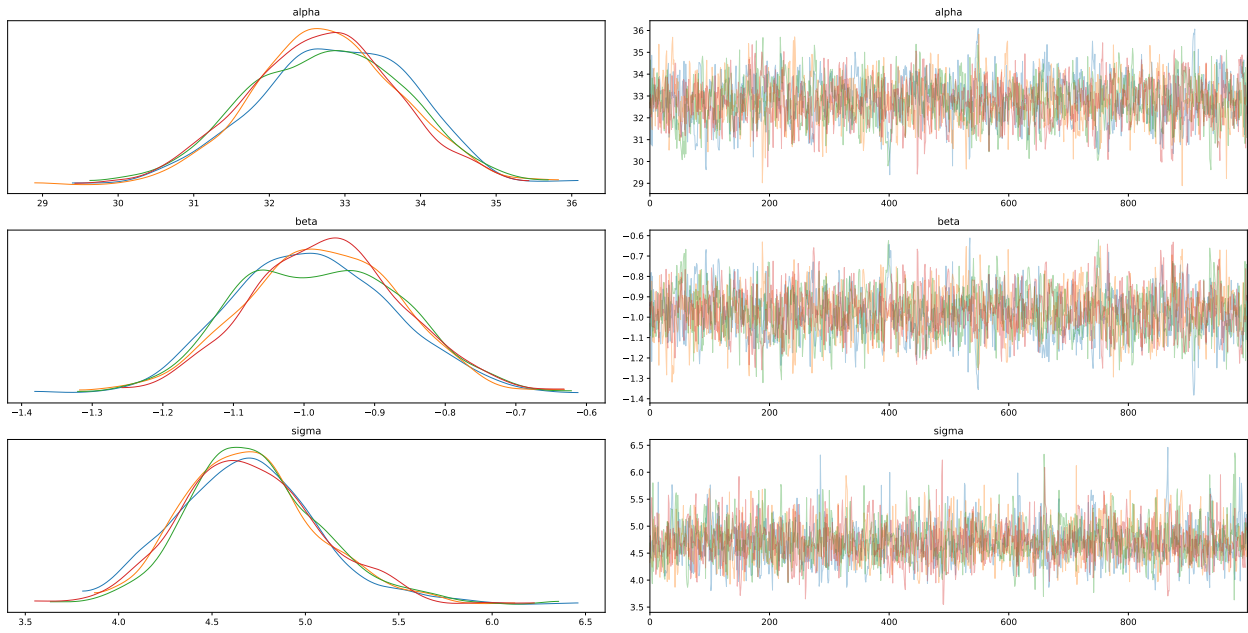 alpha
alpha
29 30 31 32 33 34 35 36
36
35
34
33
32
31
30
29
0 200 400 600 800
beta
beta
−1.4 −1.3 −1.2 −1.1 −1.0 −0.9 −0.8 −0.7 −0.6
−0.6
−0.7
−0.8
−0.9
−1.0
−1.1
−1.2
−1.3
−1.4
0 200 400 600 800
sigma
sigma
3.5 4.0 4.5 5.0 5.5 6.0 6.5
6.5
6.0
5.5
5.0
4.5
4.0
3.5
0 200 400 600 800